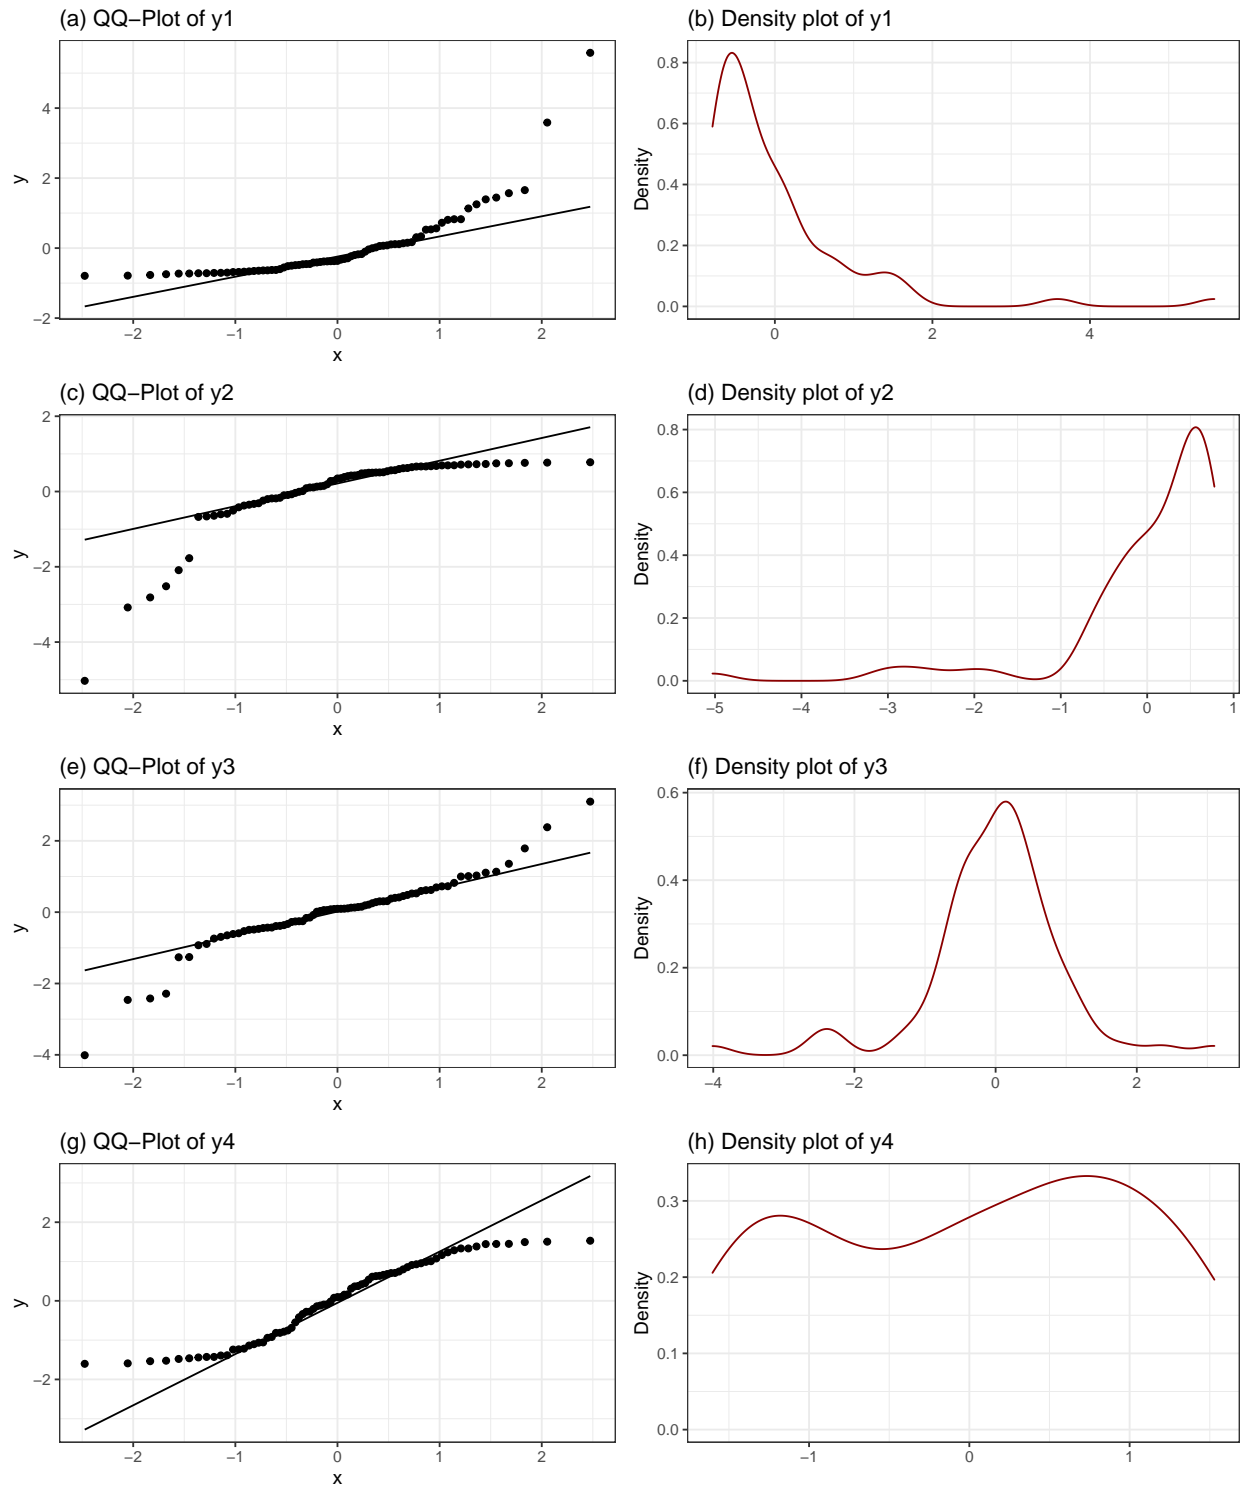 (a) QQ−Plot of y1
4
2
0
−2
y
−2 −1 0 1 2
x
(b) Density plot of y1
0.8
0.6
0.4
0.2
0.0
Density
0 2 4
(c) QQ−Plot of y2
2
0
−2
−4
y
−2 −1 0 1 2
x
(d) Density plot of y2
0.8
0.6
0.4
0.2
0.0
Density
−5 −4 −3 −2 −1 0 1
(e) QQ−Plot of y3
2
0
−2
−4
y
−2 −1 0 1 2
x
(f) Density plot of y3
0.6
0.4
0.2
0.0
Density
−4 −2 0 2
(g) QQ−Plot of y4
2
0
−2
y
−2 −1 0 1 2
x
(h) Density plot of y4
0.3
0.2
0.1
0.0
Density
−1 0 1